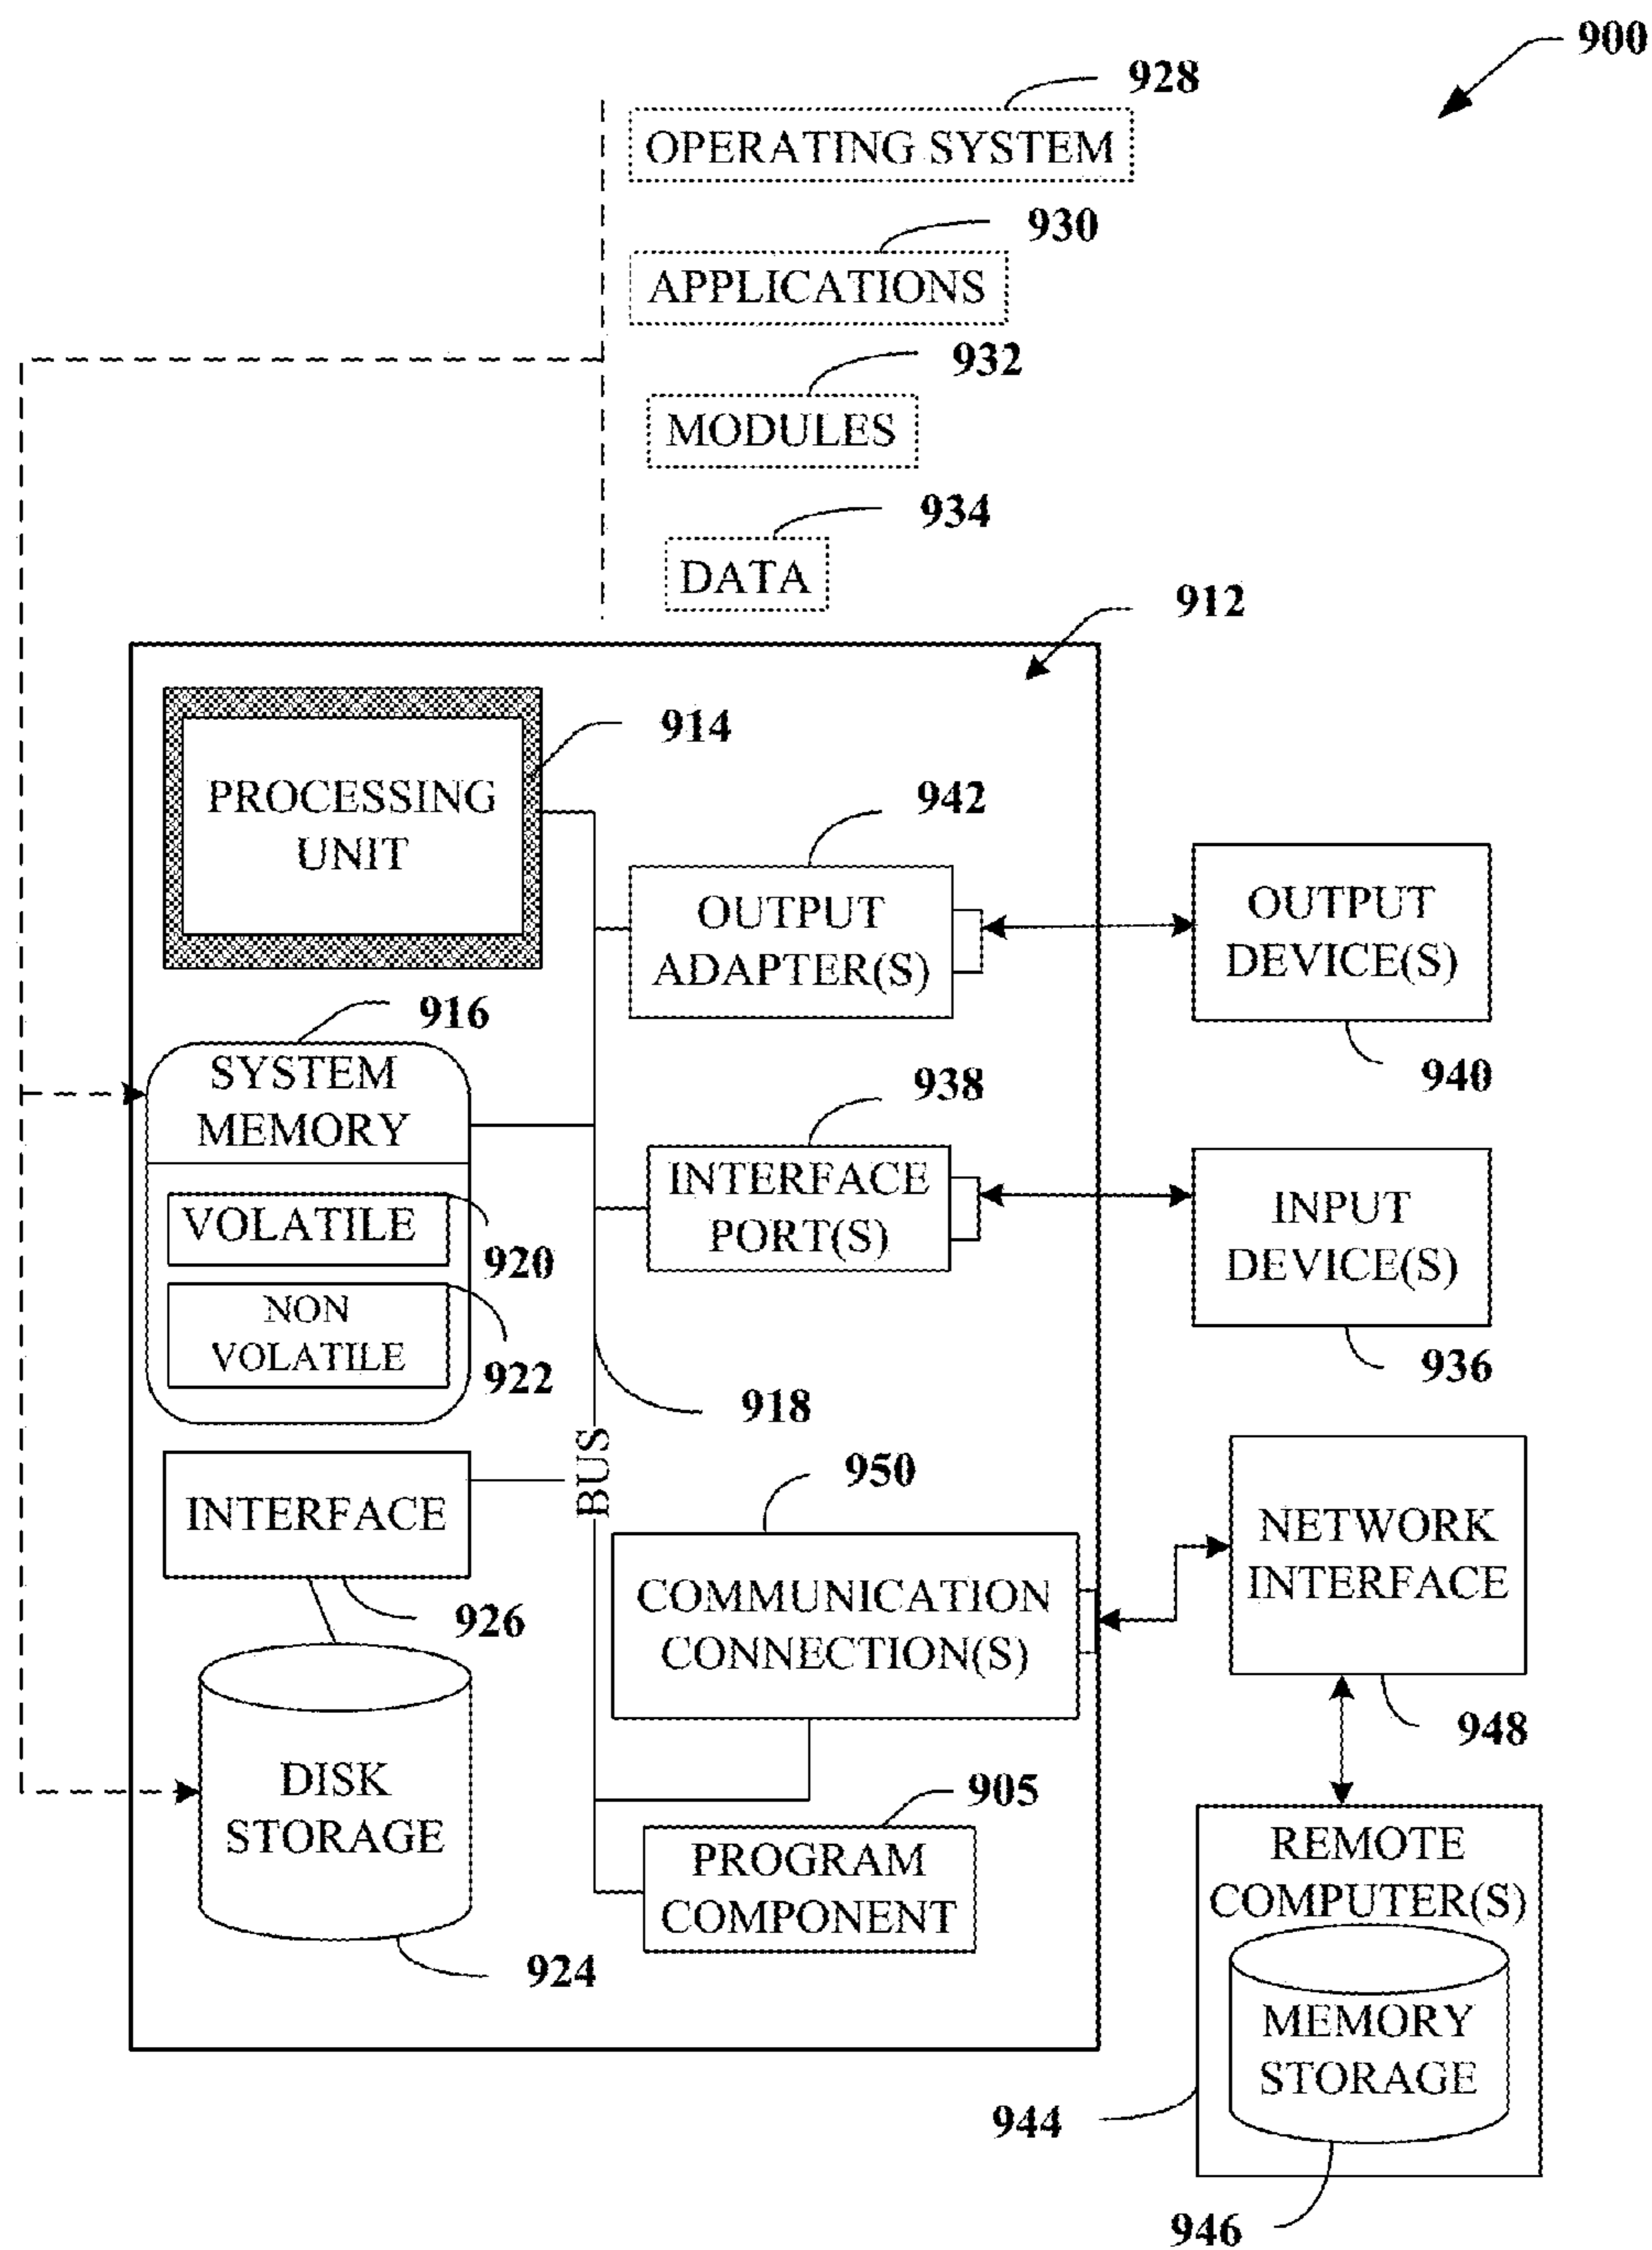 900
928
OPERATING SYSTEM
930
APPLICATIONS
932
MODULES
934
DATA
912
914
PROCESSING
UNIT
942
OUTPUT
ADAPTER(S)
OUTPUT
DEVICE(S)
940
916
SYSTEM
MEMORY
VOLATILE
920
NON
VOLATILE
922
938
INTERFACE
PORT(S)
INPUT
DEVICE(S)
936
918
BUS
INTERFACE
926
950
COMMUNICATION
CONNECTION(S)
NETWORK
INTERFACE
948
DISK
STORAGE
924
905
PROGRAM
COMPONENT
REMOTE
COMPUTER(S)
MEMORY
STORAGE
944
946